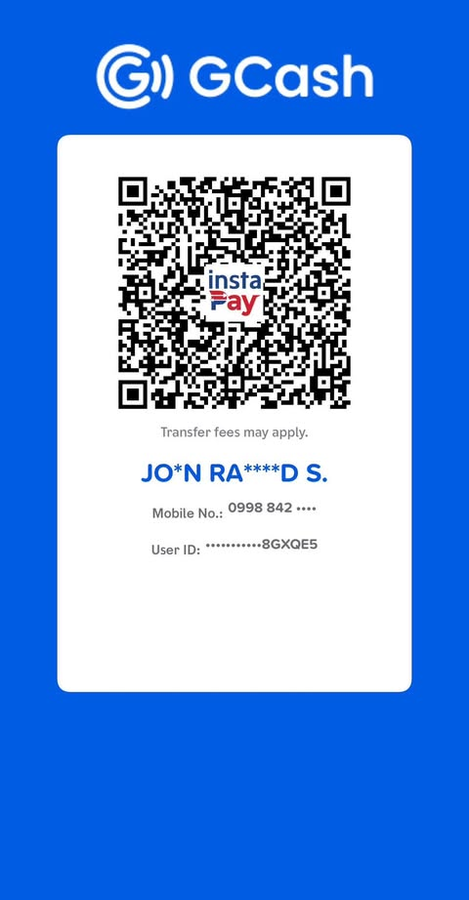 GCash
insta
Pay
Transfer fees may apply.
JO*N RA****D S.
Mobile No.: 0998 842 ••••
User ID: •••••••••••8GXQE5